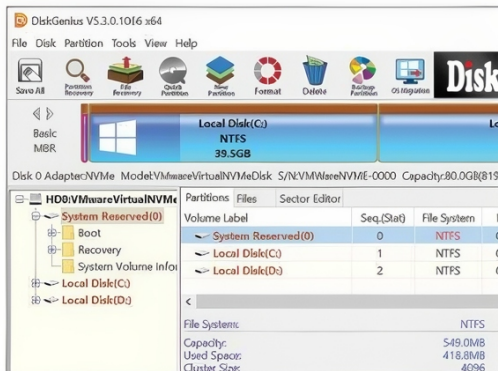 DiskGenius V5.3.0.1066 x64
File Disk Partition Tools View Help
Save All Partition Recovery File Recovery Quick Partition New Partition Format Delete Backup Partition OS Migration Disk
Basic
MBR
Local Disk(C:)
NTFS
39.5GB
Lo
Disk 0 Adapter:NVMe Model:VMwareVirtualNVMeDisk S/N:VMWareNVME-0000 Capacity:80.0GB(819
HD0:VMwareVirtualNVMe
System Reserved(0)
Boot
Recovery
System Volume Infor
Local Disk(C:)
Local Disk(D:)
Partitions Files Sector Editor
Volume Label Seq.(Stat) File System
System Reserved(0) 0 NTFS
Local Disk(C:) 1 NTFS
Local Disk(D:) 2 NTFS
File System: NTFS
Capacity: 549.0MB
Used Space: 418.8MB
Cluster Size: 4096